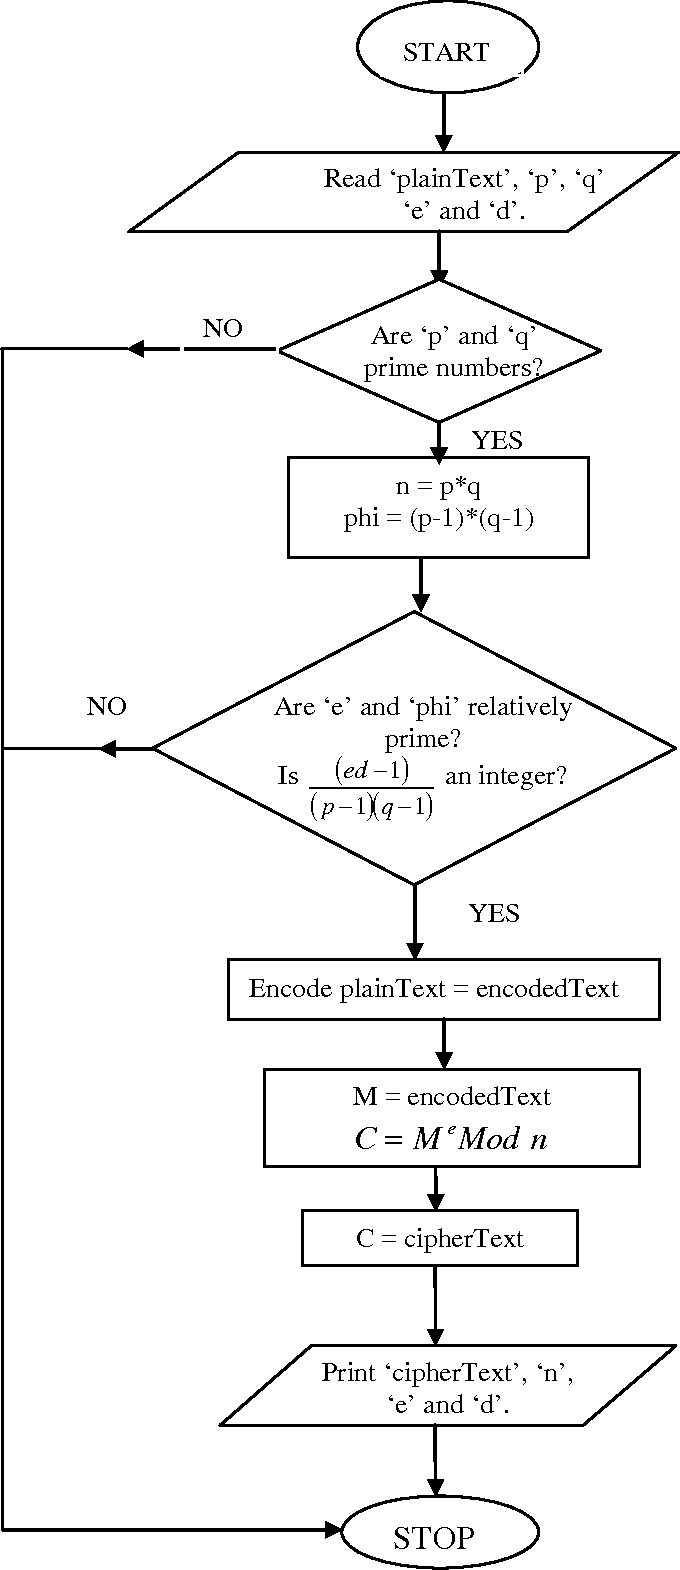 START
Read ‘plainText’, ‘p’, ‘q’
‘e’ and ‘d’.
NO
Are ‘p’ and ‘q’
prime numbers?
YES
n = p*q
phi = (p-1)*(q-1)
NO
Are ‘e’ and ‘phi’ relatively
prime?
Is (ed −1) / (p −1)(q −1) an integer?
YES
Encode plainText = encodedText
M = encodedText
C = M^e Mod n
C = cipherText
Print ‘cipherText’, ‘n’,
‘e’ and ‘d’.
STOP